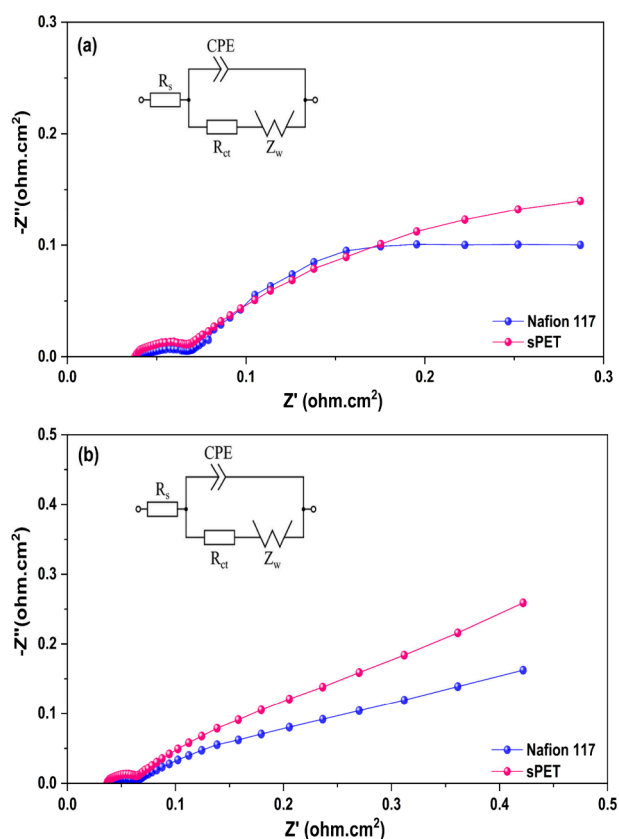 (a)
CPE
Rs
Rct
Zw
-Z"(ohm.cm²)
0.3
0.2
0.1
0.0
Nafion 117
sPET
0.0 0.1 0.2 0.3
Z' (ohm.cm²)
(b)
CPE
Rs
Rct
Zw
-Z"(ohm.cm²)
0.5
0.4
0.3
0.2
0.1
0.0
Nafion 117
sPET
0.0 0.1 0.2 0.3 0.4 0.5
Z' (ohm.cm²)